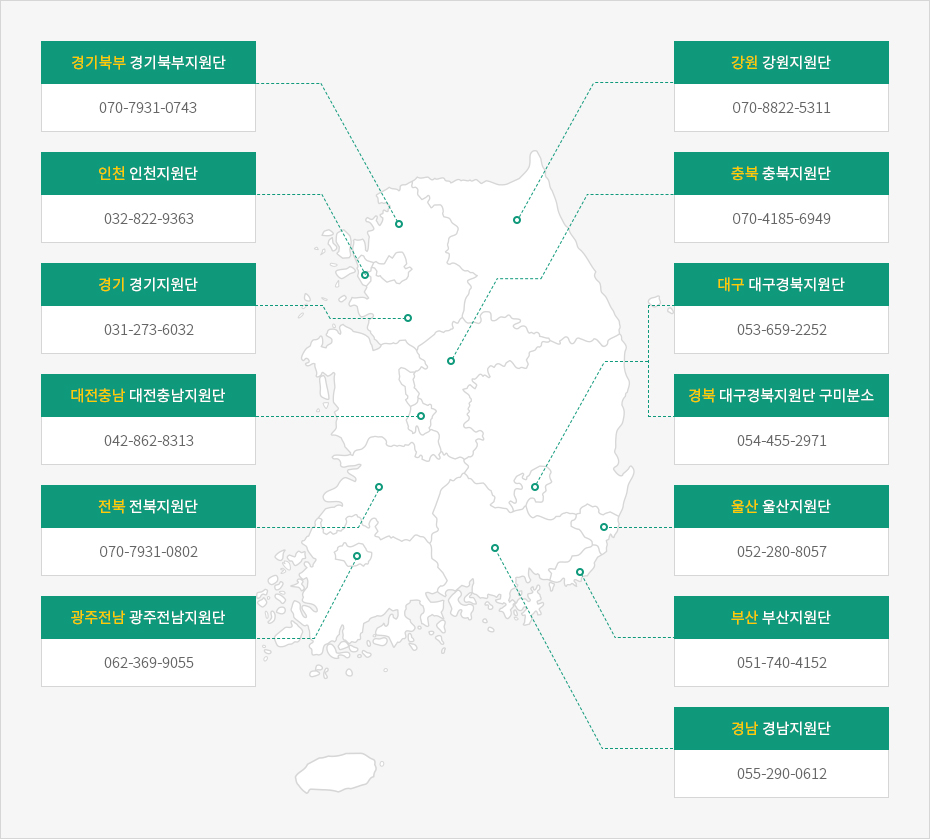 경기북부 경기북부지원단
070-7931-0743
인천 인천지원단
032-822-9363
경기 경기지원단
031-273-6032
대전충남 대전충남지원단
042-862-8313
전북 전북지원단
070-7931-0802
광주전남 광주전남지원단
062-369-9055
강원 강원지원단
070-8822-5311
충북 충북지원단
070-4185-6949
대구 대구경북지원단
053-659-2252
경북 대구경북지원단 구미분소
054-455-2971
울산 울산지원단
052-280-8057
부산 부산지원단
051-740-4152
경남 경남지원단
055-290-0612